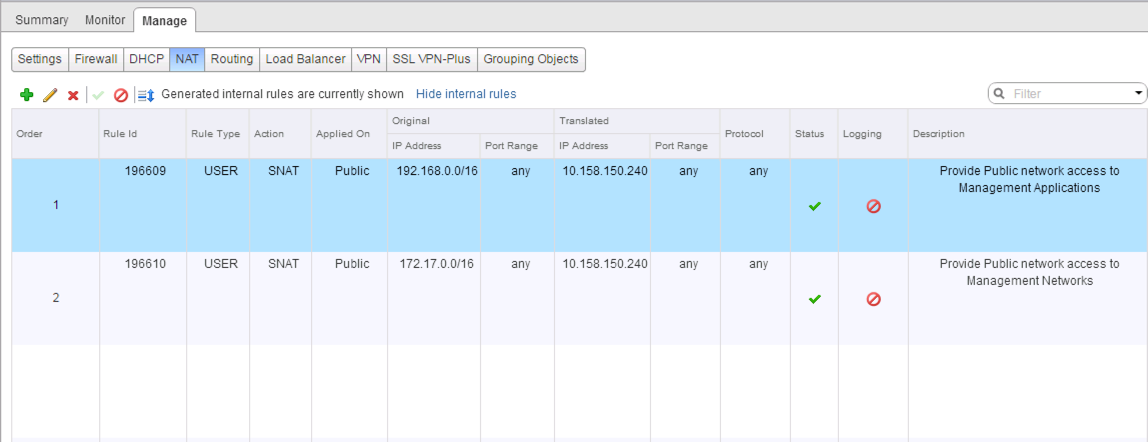 Summary Monitor Manage
Settings Firewall DHCP NAT Routing Load Balancer VPN SSL VPN-Plus Grouping Objects
Generated internal rules are currently shown Hide internal rules Filter
Order Rule Id Rule Type Action Applied On Original Translated Protocol Status Logging Description
IP Address Port Range IP Address Port Range
196609 USER SNAT Public 192.168.0.0/16 any 10.158.150.240 any any Provide Public network access to
Management Applications
1
196610 USER SNAT Public 172.17.0.0/16 any 10.158.150.240 any any Provide Public network access to
Management Networks
2